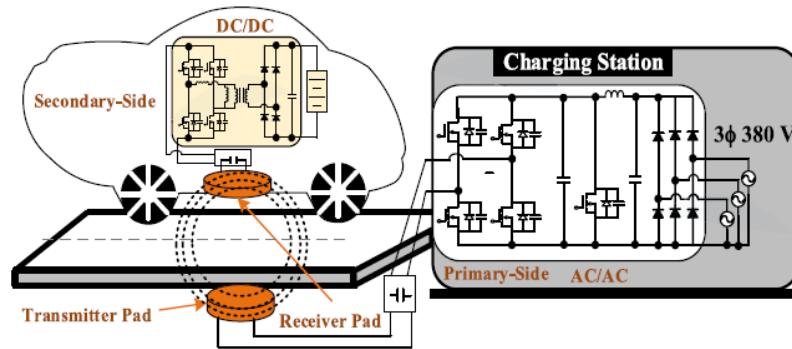 DC/DC
Secondary-Side
Charging Station
3ϕ 380 V
Primary-Side
AC/AC
Transmitter Pad
Receiver Pad